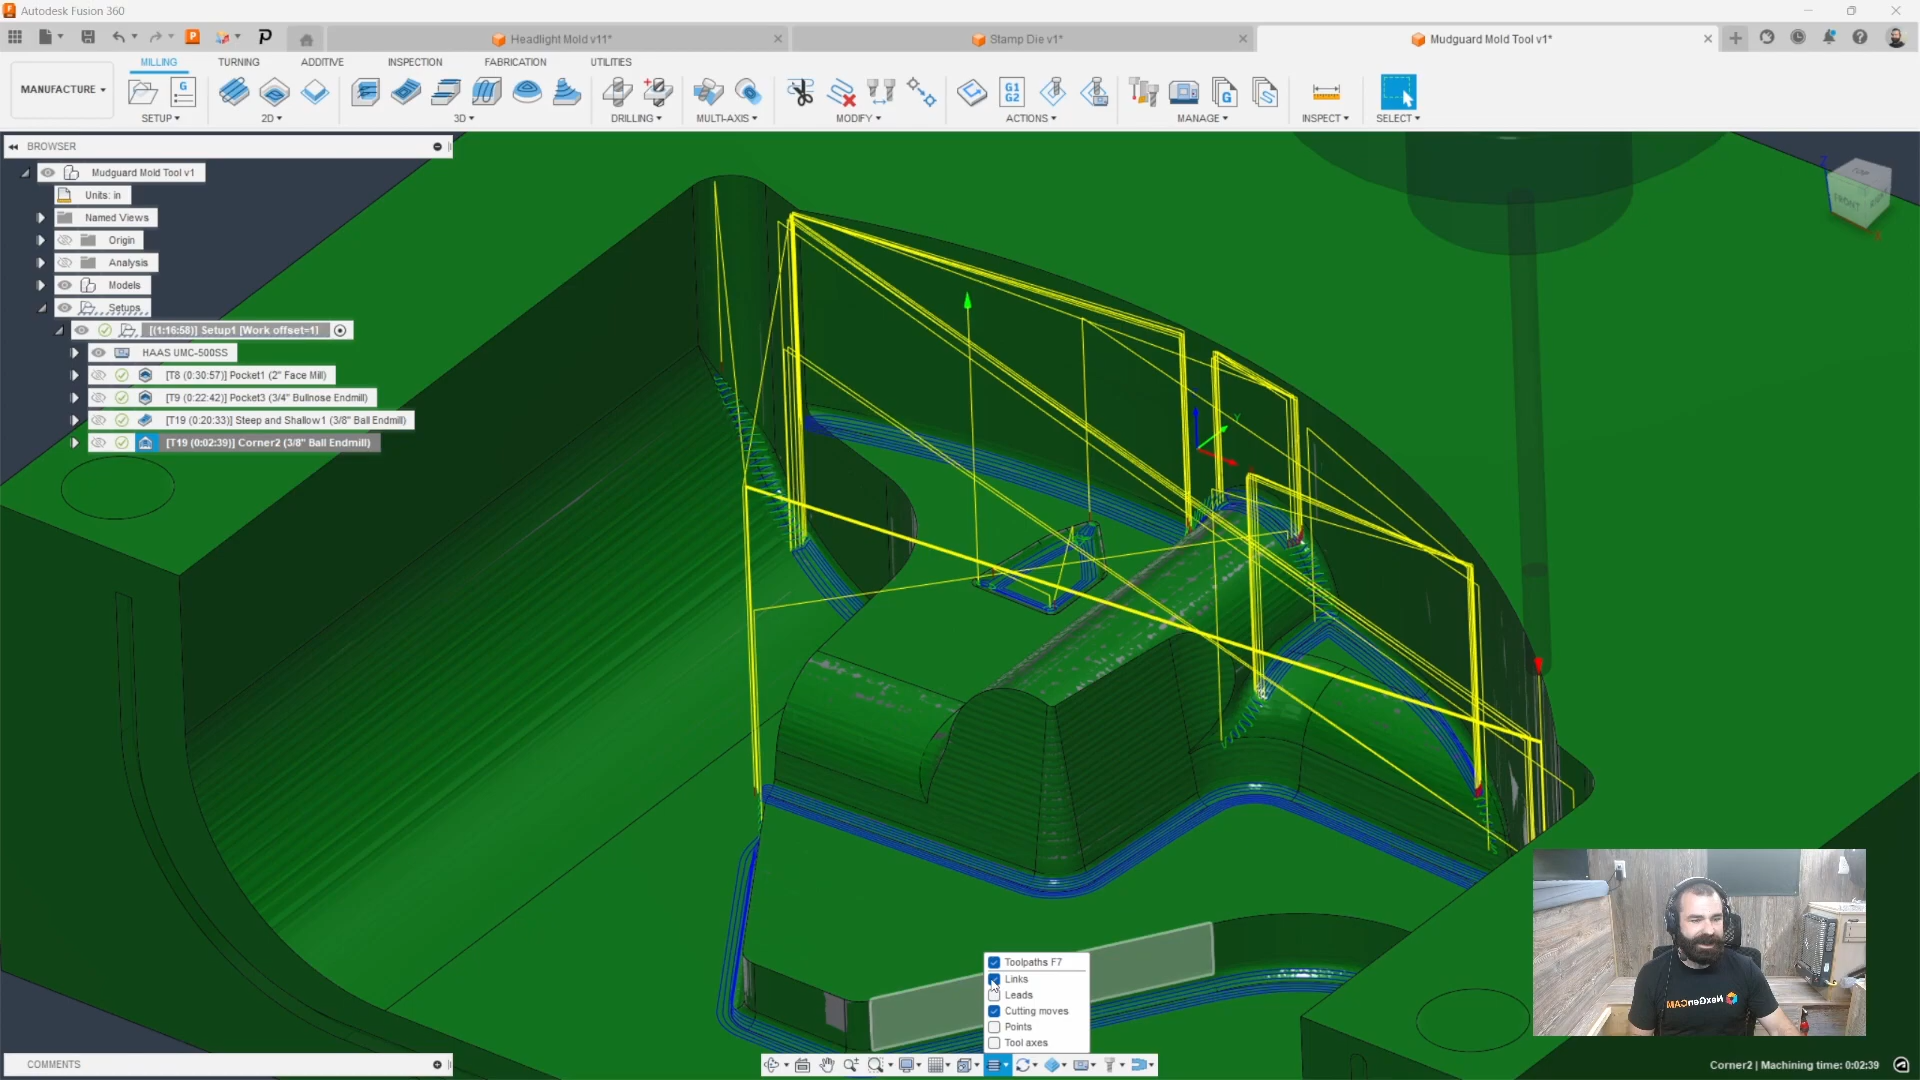 Autodesk Fusion 360
Headlight Mold v11*
Stamp Die v1*
Mudguard Mold Tool v1*
MILLING
TURNING
ADDITIVE
INSPECTION
FABRICATION
UTILITIES
MANUFACTURE
SETUP
2D
3D
DRILLING
MULTI-AXIS
MODIFY
ACTIONS
MANAGE
INSPECT
SELECT
G
G1
G2
G
BROWSER
Mudguard Mold Tool v1
Units: in
Named Views
Origin
Analysis
Models
Setups
[(1:16:58)] Setup1 [Work offset=1]
HAAS UMC-500SS
[T8 (0:30:57)] Pocket1 (2" Face Mill)
[T9 (0:22:42)] Pocket3 (3/4" Bullnose Endmill)
[T19 (0:20:33)] Steep and Shallow1 (3/8" Ball Endmill)
[T19 (0:02:39)] Corner2 (3/8" Ball Endmill)
Z
TOP
FRONT
Toolpaths F7
Links
Leads
Cutting moves
Points
Tool axes
NexGenCAM
COMMENTS
Corner2 | Machining time: 0:02:39